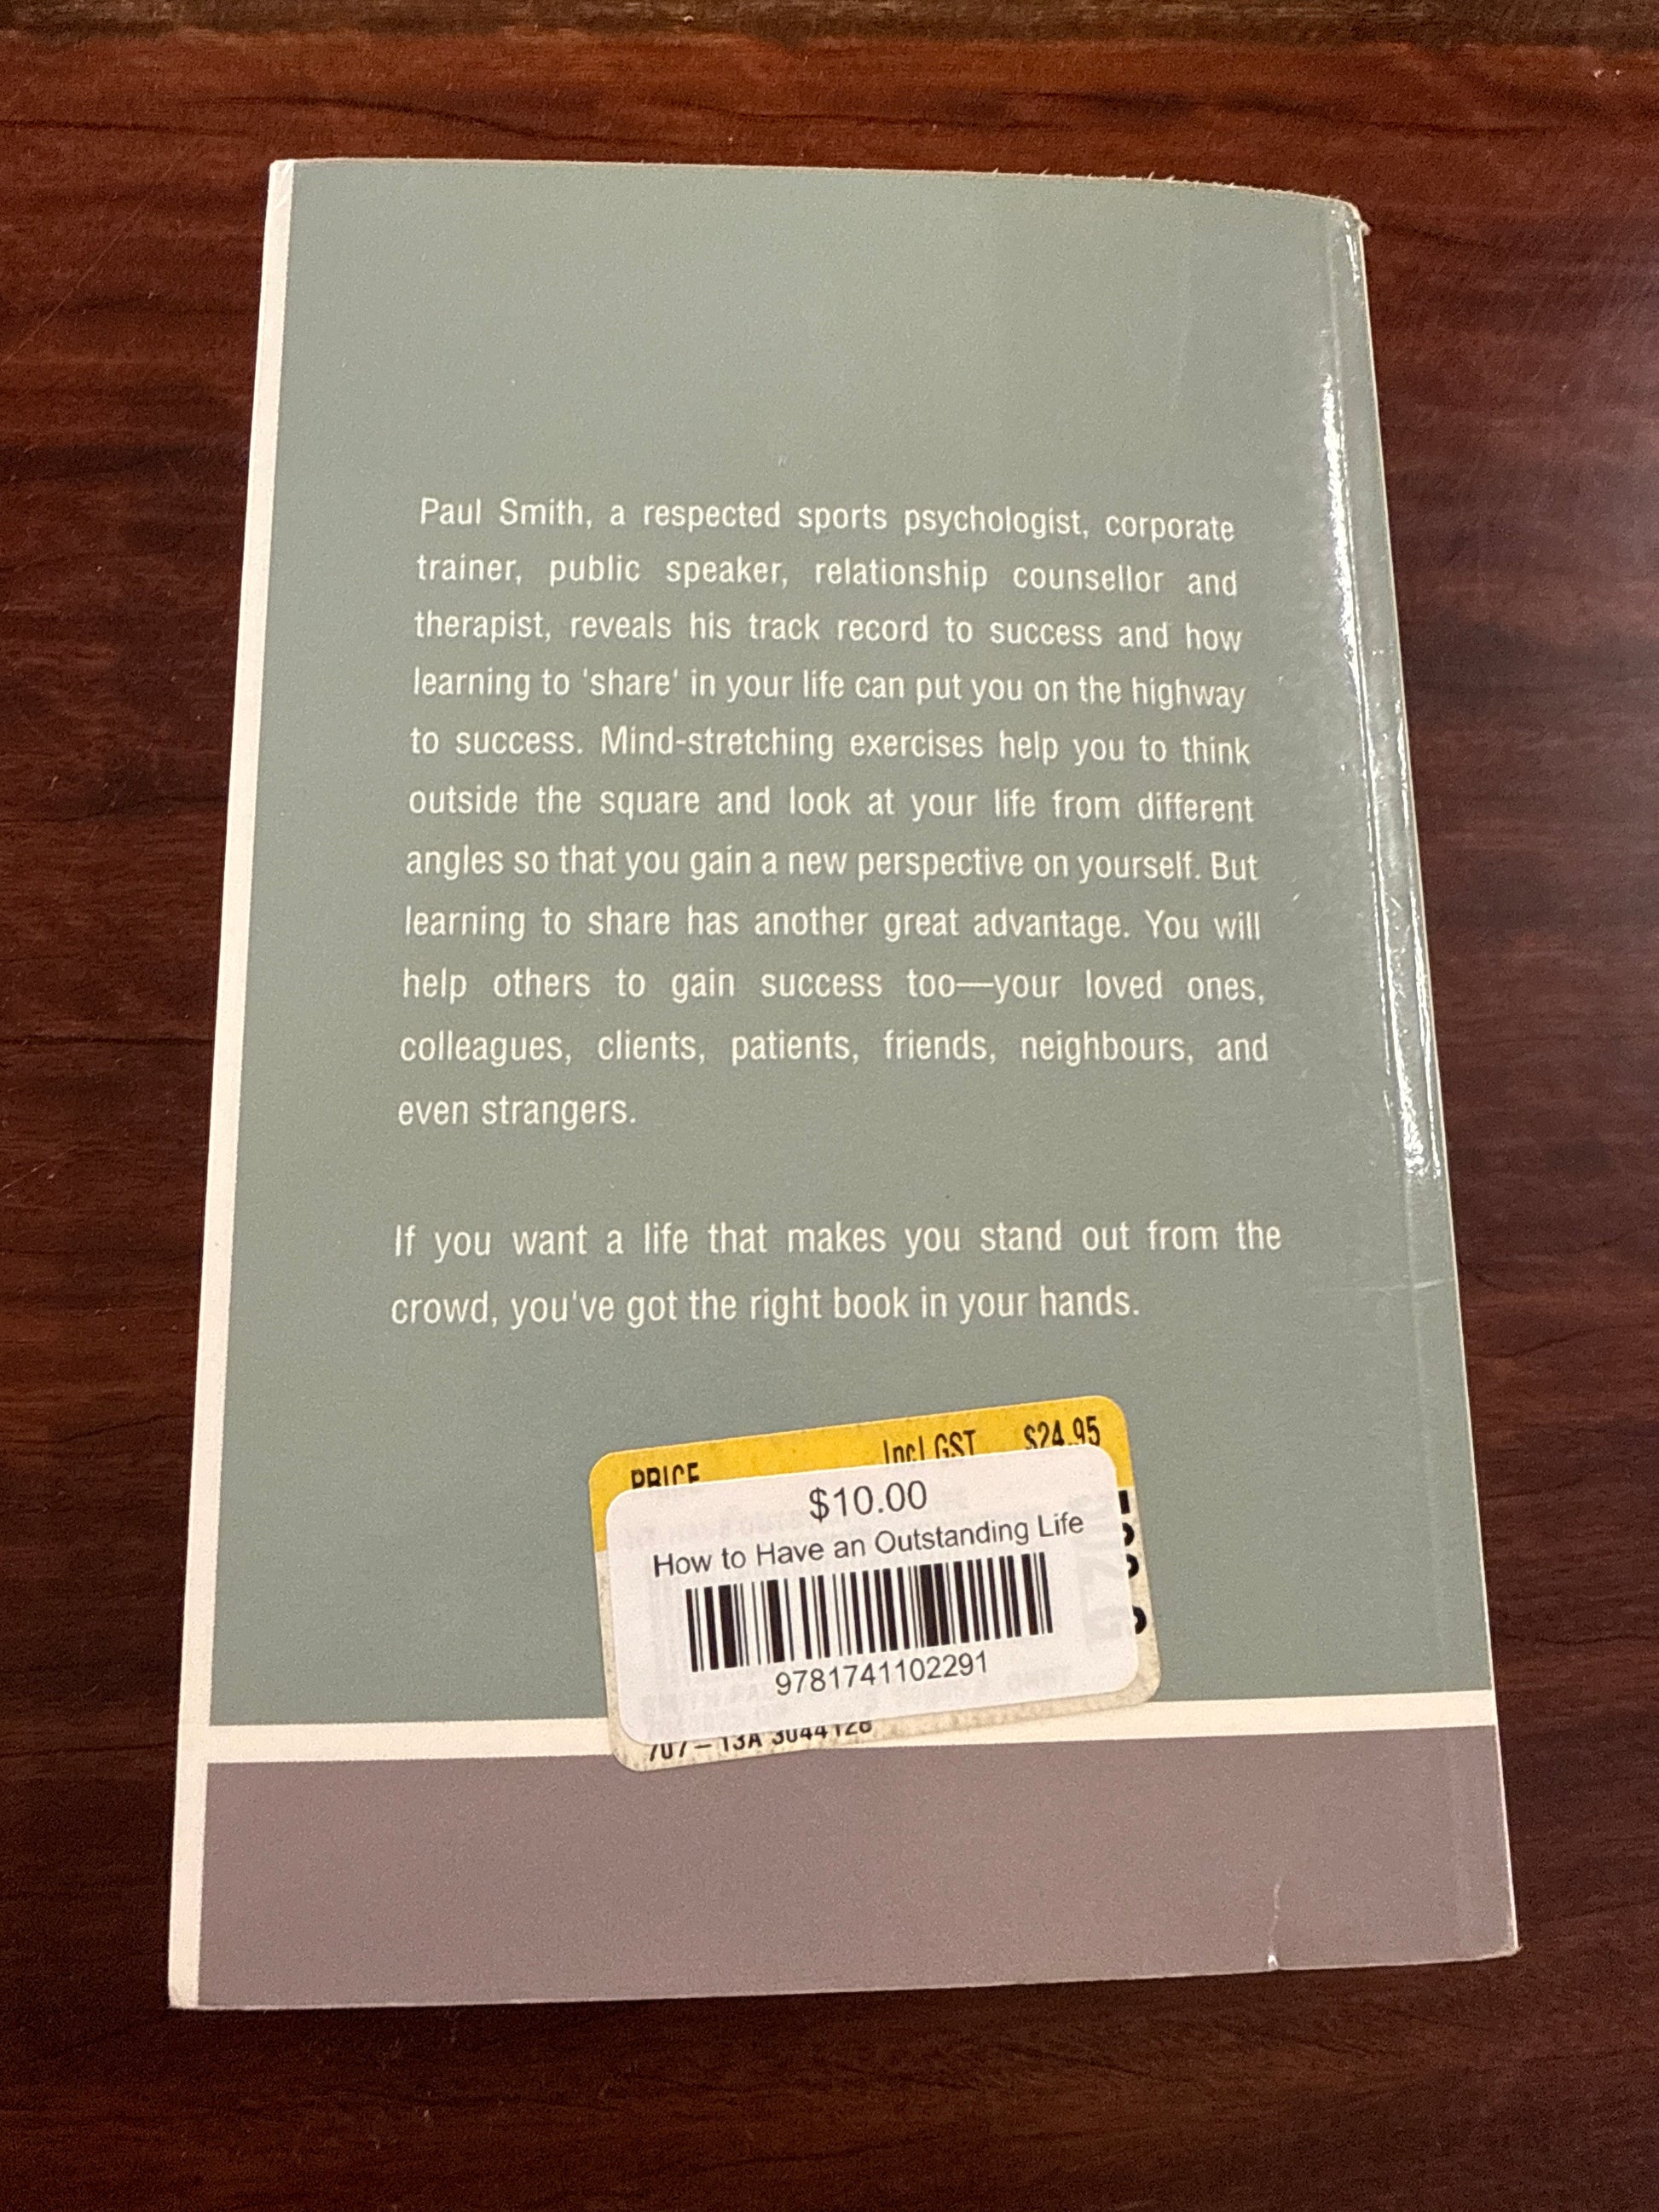 Paul Smith, a respected sports psychologist, corporate
trainer, public speaker, relationship counsellor and
therapist, reveals his track record to success and how
learning to 'share' in your life can put you on the highway
to success. Mind-stretching exercises help you to think
outside the square and look at your life from different
angles so that you gain a new perspective on yourself. But
learning to share has another great advantage. You will
help others to gain success too—your loved ones,
colleagues, clients, patients, friends, neighbours, and
even strangers.
If you want a life that makes you stand out from the
crowd, you've got the right book in your hands.
PRICE Incl GST $24.95
$10.00
How to Have an Outstanding Life
9781741102291
707-13A 3044128